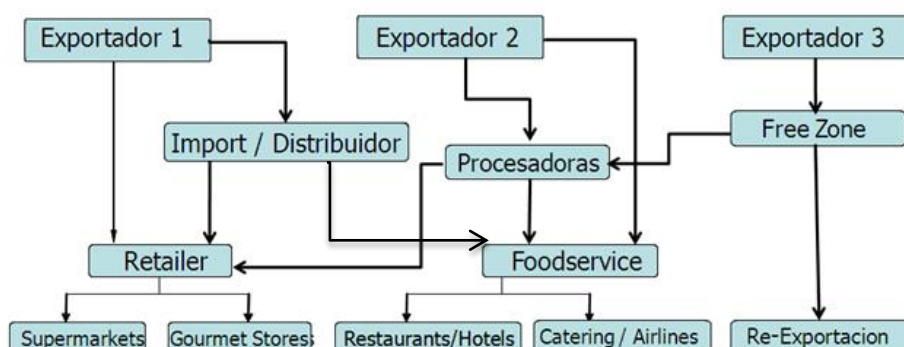 Exportador 1
Exportador 2
Exportador 3
Import / Distribuidor
Free Zone
Procesadoras
Retailer
Foodservice
Supermarkets
Gourmet Stores
Restaurants/Hotels
Catering / Airlines
Re-Exportacion